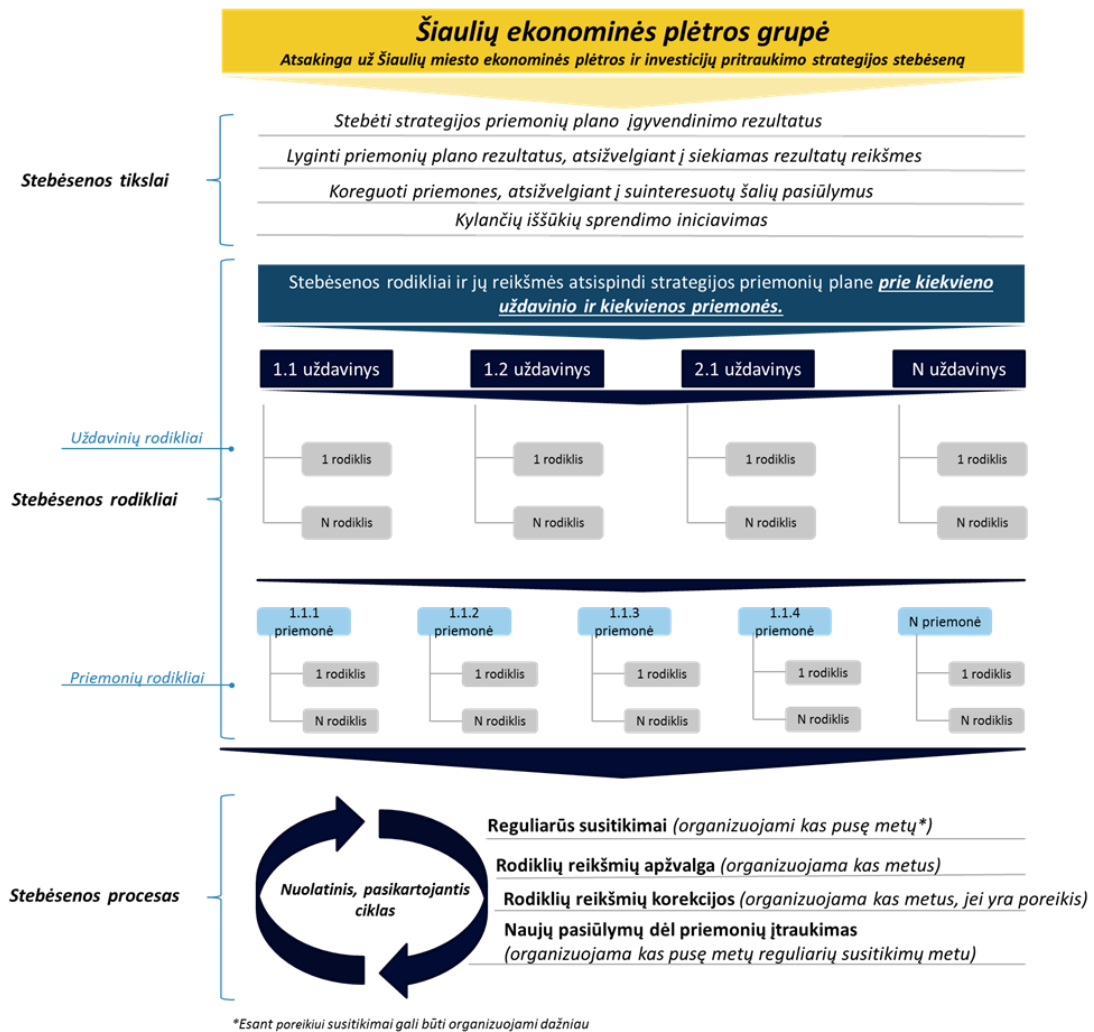 Šiaulių ekonominės plėtros grupė
Atsakinga už Šiaulių miesto ekonominės plėtros ir investicijų pritraukimo strategijos stebėseną
Stebėsenos tikslai
Stebėti strategijos priemonių plano įgyvendinimo rezultatus
Lyginti priemonių plano rezultatus, atsižvelgiant į siekiamas rezultatų reikšmes
Koreguoti priemones, atsižvelgiant į suinteresuotų šalių pasiūlymus
Kylančių iššūkių sprendimo iniciavimas
Stebėsenos rodikliai ir jų reikšmės atsispindi strategijos priemonių plane prie kiekvieno
uždavinio ir kiekvienos priemonės.
1.1 uždavinys
1.2 uždavinys
2.1 uždavinys
N uždavinys
Uždavinių rodikliai
1 rodiklis
1 rodiklis
1 rodiklis
1 rodiklis
Stebėsenos rodikliai
N rodiklis
N rodiklis
N rodiklis
N rodiklis
1.1.1
priemonė
1.1.2
priemonė
1.1.3
priemonė
1.1.4
priemonė
N priemonė
Priemonių rodikliai
1 rodiklis
1 rodiklis
1 rodiklis
1 rodiklis
1 rodiklis
N rodiklis
N rodiklis
N rodiklis
N rodiklis
N rodiklis
Stebėsenos procesas
Nuolatinis, pasikartojantis
ciklas
Reguliarūs susitikimai (organizuojami kas pusę metų*)
Rodiklių reikšmių apžvalga (organizuojama kas metus)
Rodiklių reikšmių korekcijos (organizuojama kas metus, jei yra poreikis)
Naujų pasiūlymų dėl priemonių įtraukimas
(organizuojama kas pusę metų reguliarių susitikimų metu)
*Esant poreikiui susitikimai gali būti organizuojami dažniau